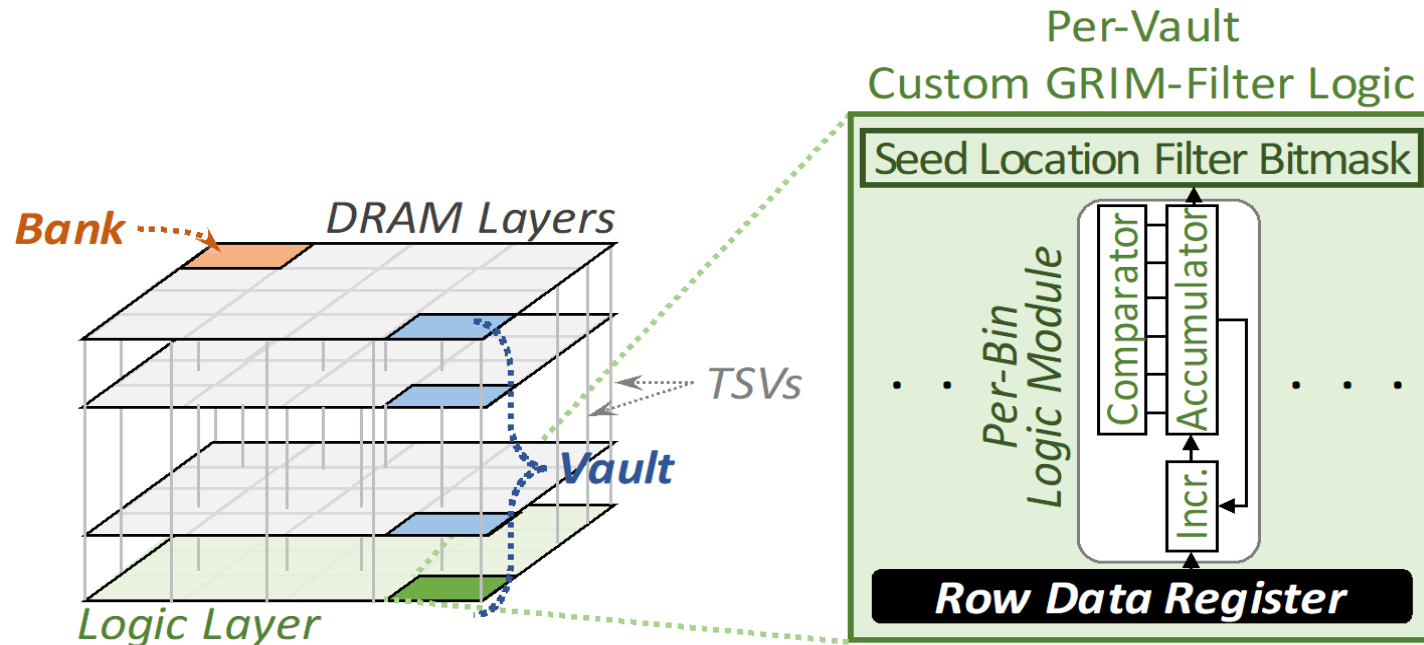 Per-Vault
Custom GRIM-Filter Logic
Seed Location Filter Bitmask
Bank
DRAM Layers
Comparator
Accumulator
Per-Bin
Logic Module
TSVs
. .
. . .
Vault
Incr.
Row Data Register
Logic Layer